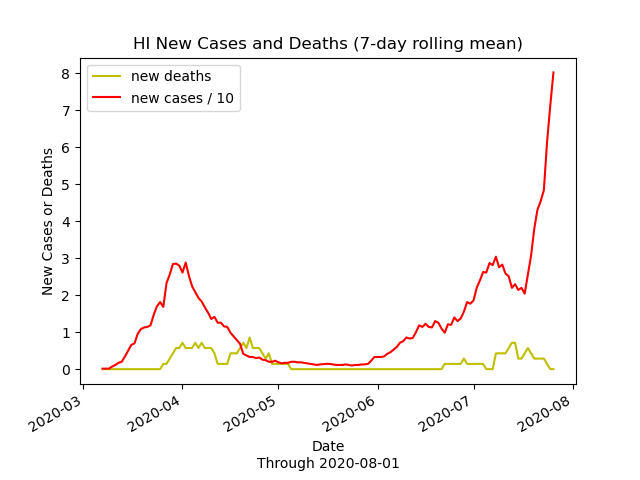 HI New Cases and Deaths (7-day rolling mean)
new deaths
new cases / 10
8
7
6
5
4
3
2
1
0
New Cases or Deaths
2020-03
2020-04
2020-05
2020-06
2020-07
2020-08
Date
Through 2020-08-01